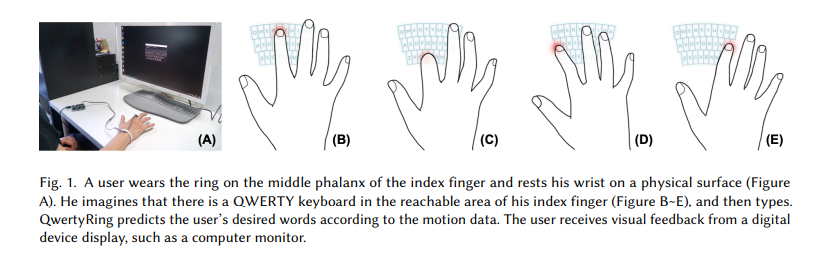 (A)
(B)
(C)
(D)
(E)
Fig. 1. A user wears the ring on the middle phalanx of the index finger and rests his wrist on a physical surface (Figure
A). He imagines that there is a QWERTY keyboard in the reachable area of his index finger (Figure B~E), and then types.
QwertyRing predicts the user's desired words according to the motion data. The user receives visual feedback from a digital
device display, such as a computer monitor.